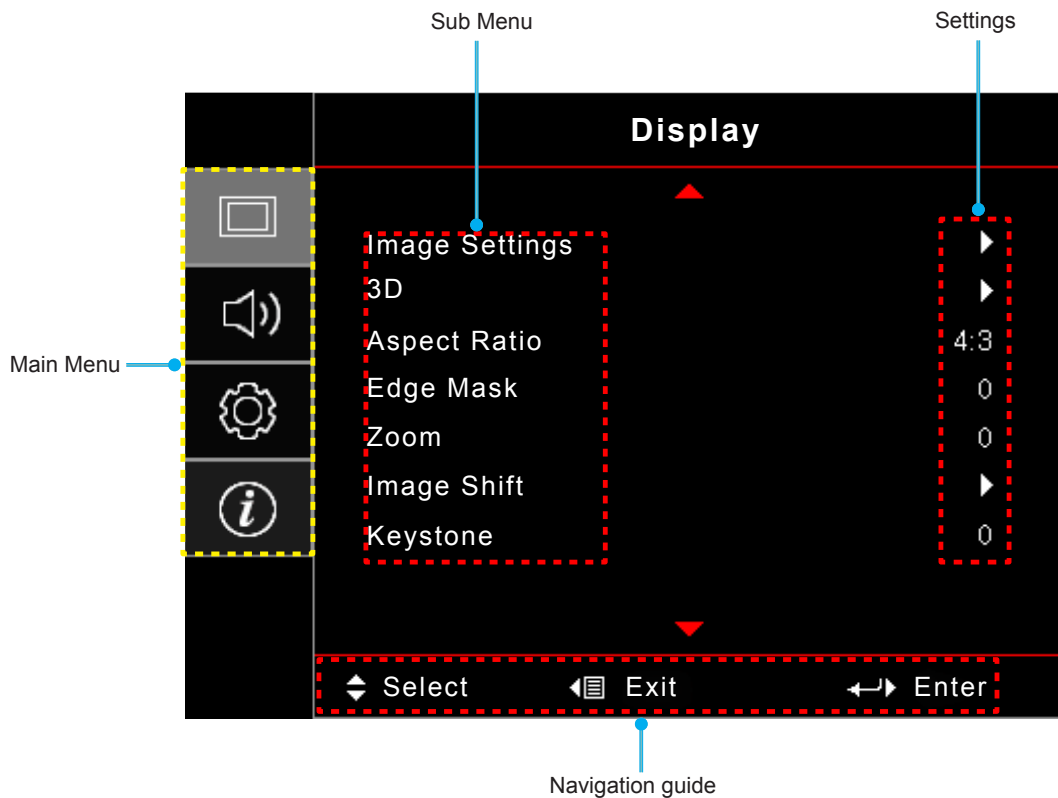 Sub Menu
Settings
Display
Image Settings
3D
Aspect Ratio 4:3
Edge Mask 0
Zoom 0
Image Shift
Keystone 0
Main Menu
Select Exit Enter
Navigation guide